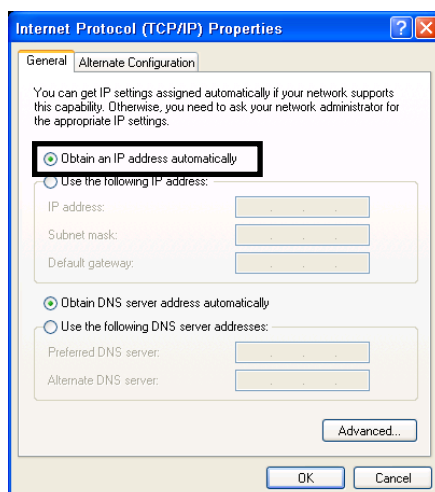 Internet Protocol (TCP/IP) Properties
General
Alternate Configuration
You can get IP settings assigned automatically if your network supports
this capability. Otherwise, you need to ask your network administrator for
the appropriate IP settings.
Obtain an IP address automatically
Use the following IP address:
IP address:
Subnet mask:
Default gateway:
Obtain DNS server address automatically
Use the following DNS server addresses:
Preferred DNS server:
Alternate DNS server:
Advanced...
OK
Cancel